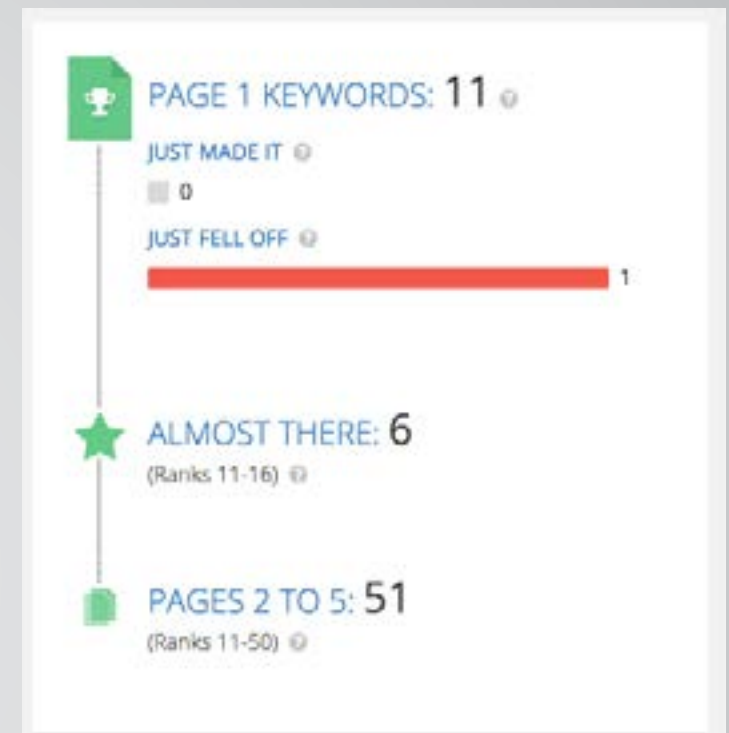 PAGE 1 KEYWORDS: 11 ?
JUST MADE IT ?
0
JUST FELL OFF ?
1
ALMOST THERE: 6
(Ranks 11-16) ?
PAGES 2 TO 5: 51
(Ranks 11-50) ?